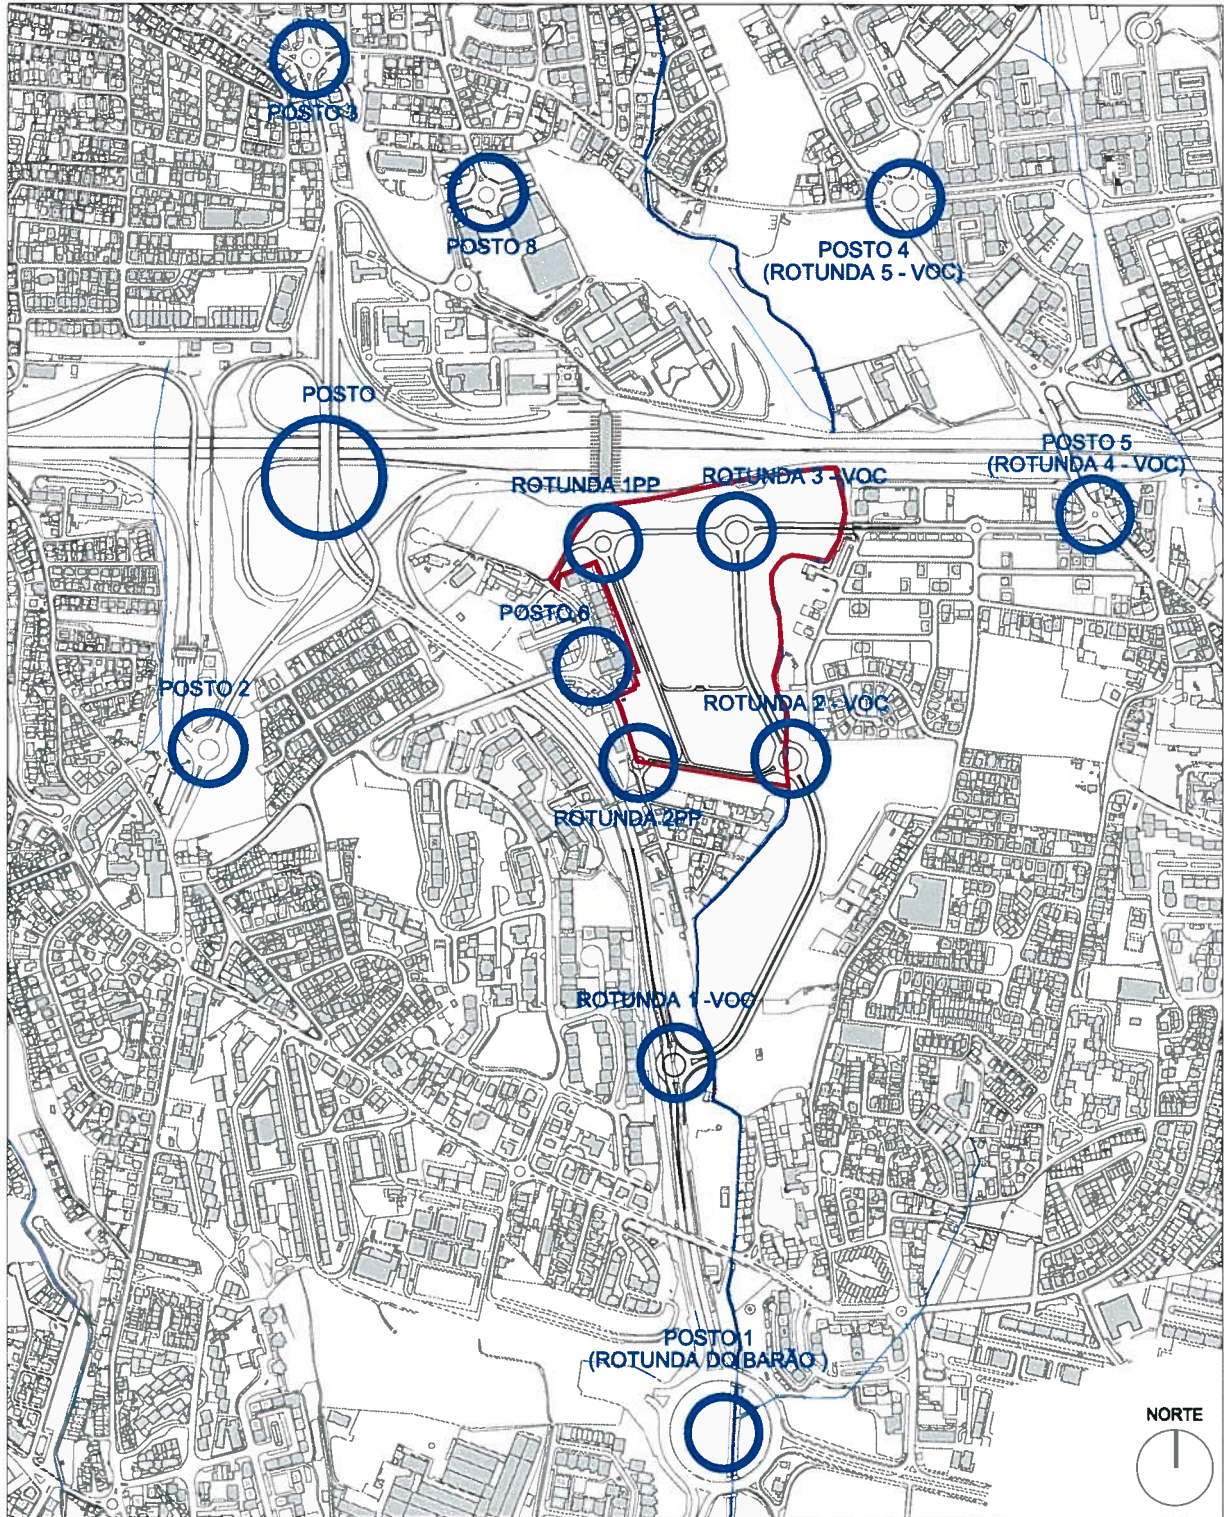 POSTO 3
POSTO 8
POSTO 4
(ROTUNDA 5 - VOC)
POSTO
POSTO 5
(ROTUNDA 4 - VOC)
ROTUNDA 1PP
ROTUNDA 3 - VOC
POSTO 6
POSTO 2
ROTUNDA 2 - VOC
ROTUNDA 2PP
ROTUNDA 1 -VOC
POSTO 1
(ROTUNDA DO BARÃO )
NORTE